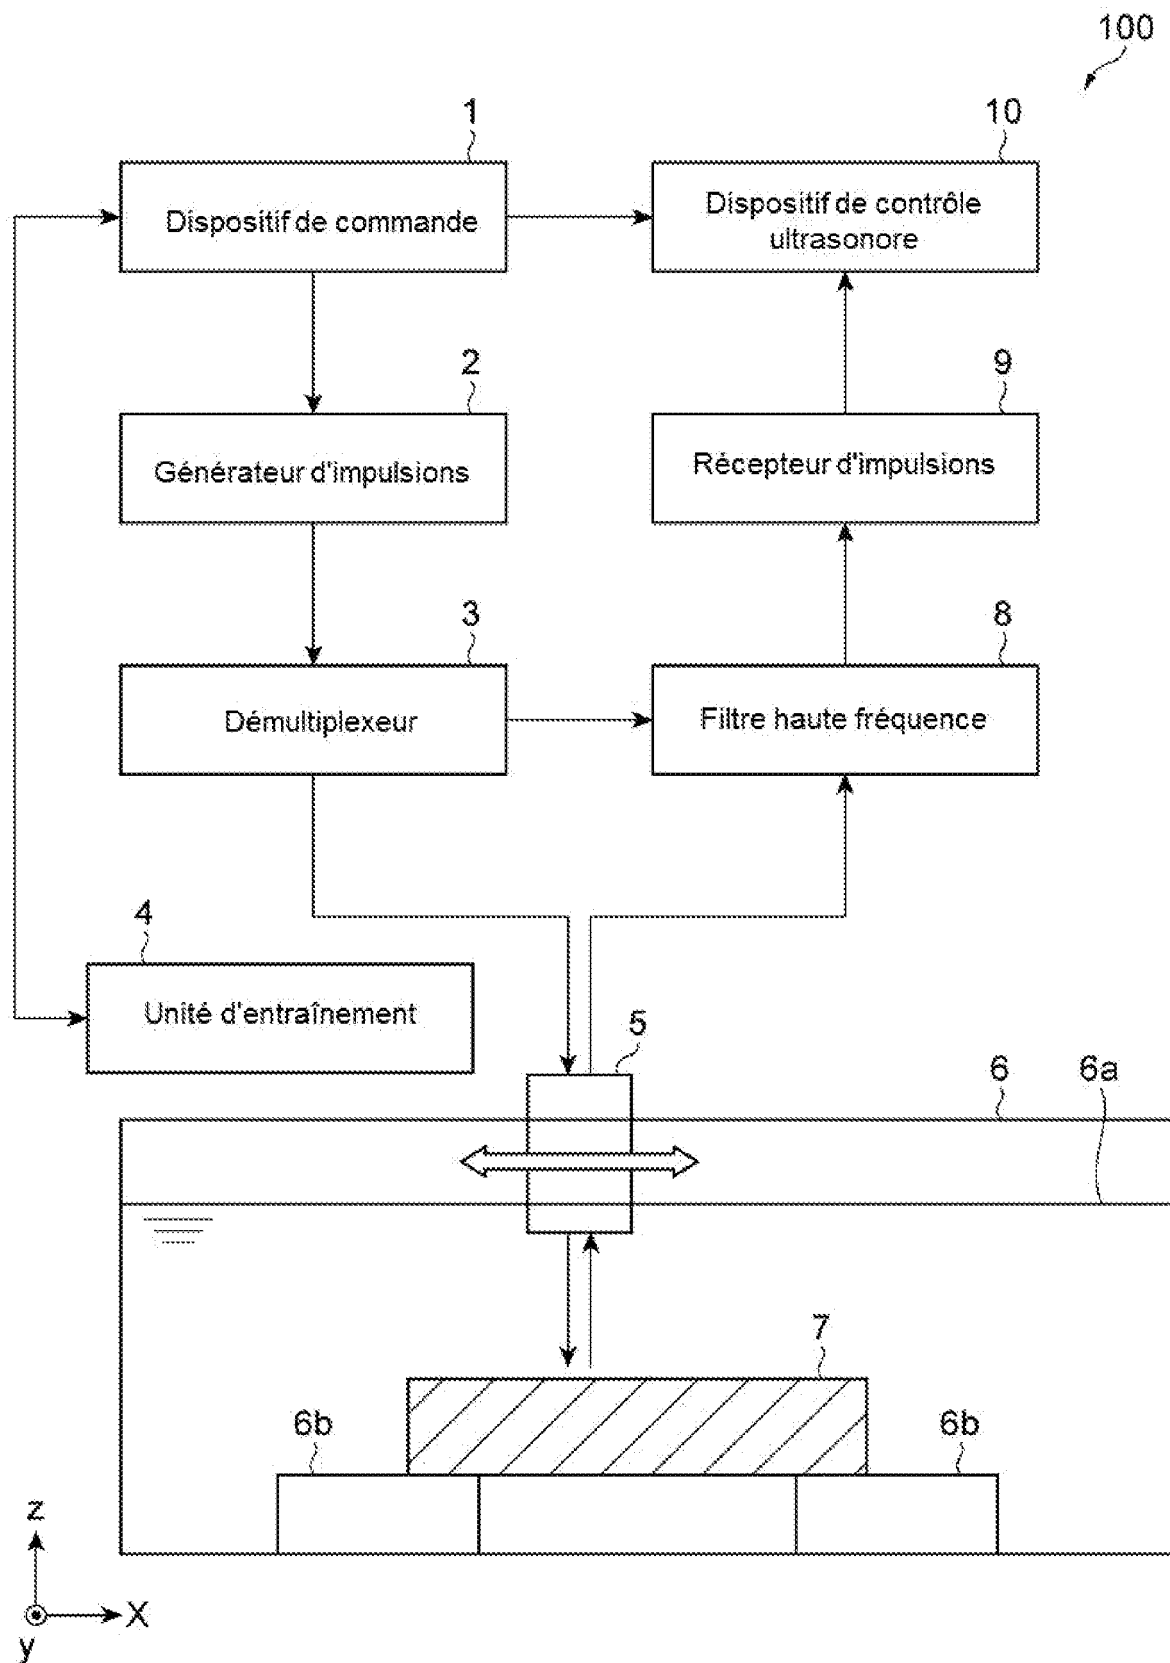 100
1
10
Dispositif de commande
Dispositif de contrôle
ultrasonore
2
9
Générateur d'impulsions
Récepteur d'impulsions
3
8
Démultiplexeur
Filtre haute fréquence
4
Unité d'entraînement
5
6
6a
7
6b
6b
z
X
y